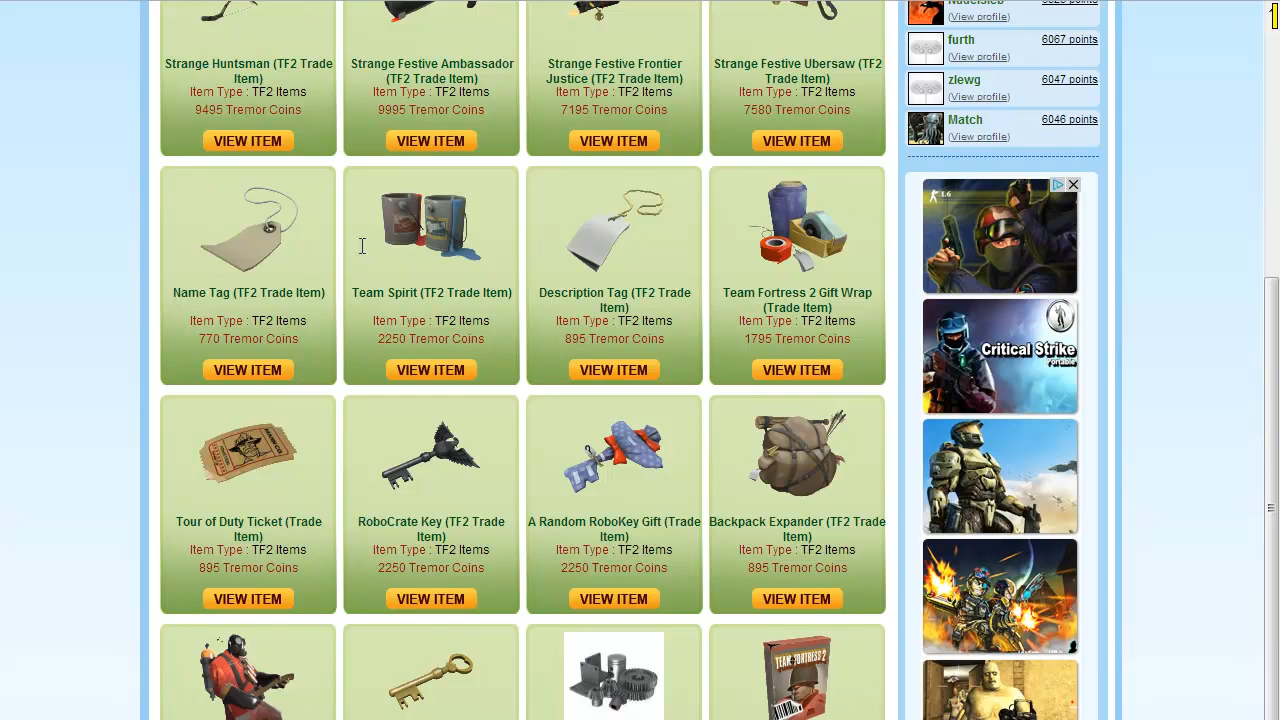 Strange Festive Ambassador
(TF2 Trade Item)
Item Type : TF2 Items
9995 Tremor Coins
VIEW ITEM
Strange Festive Frontier
Justice (TF2 Trade Item)
Item Type : TF2 Items
7195 Tremor Coins
VIEW ITEM
Strange Festive Ubersaw (TF2
Trade Item)
Item Type : TF2 Items
7580 Tremor Coins
VIEW ITEM
(TF2 Trade
Item)
Item Type : TF2 Items
9495 Tremor Coins
VIEW ITEM
Name Tag (TF2 Trade Item)
Item Type : TF2 Items
770 Tremor Coins
VIEW ITEM
Team Spirit (TF2 Trade Item)
Item Type : TF2 Items
2250 Tremor Coins
VIEW ITEM
Description Tag (TF2 Trade
Item)
Item Type : TF2 Items
895 Tremor Coins
VIEW ITEM
Team Fortress 2 Gift Wrap
(Trade Item)
Item Type : TF2 Items
1795 Tremor Coins
VIEW ITEM
Tour of Duty Ticket (Trade
Item)
Item Type : TF2 Items
895 Tremor Coins
VIEW ITEM
RoboCrate Key (TF2 Trade
Item)
Item Type : TF2 Items
2250 Tremor Coins
VIEW ITEM
A Random RoboKey Gift (Trade
Item)
Item Type : TF2 Items
2250 Tremor Coins
VIEW ITEM
Backpack Expander (TF2 Trade
Item)
Item Type : TF2 Items
895 Tremor Coins
VIEW ITEM
TEAM FORTRESS 2
(View profile)
furth
6067 points
(View profile)
zlewg
6047 points
(View profile)
Match
6046 points
(View profile)
1.6
Critical Strike
Portable